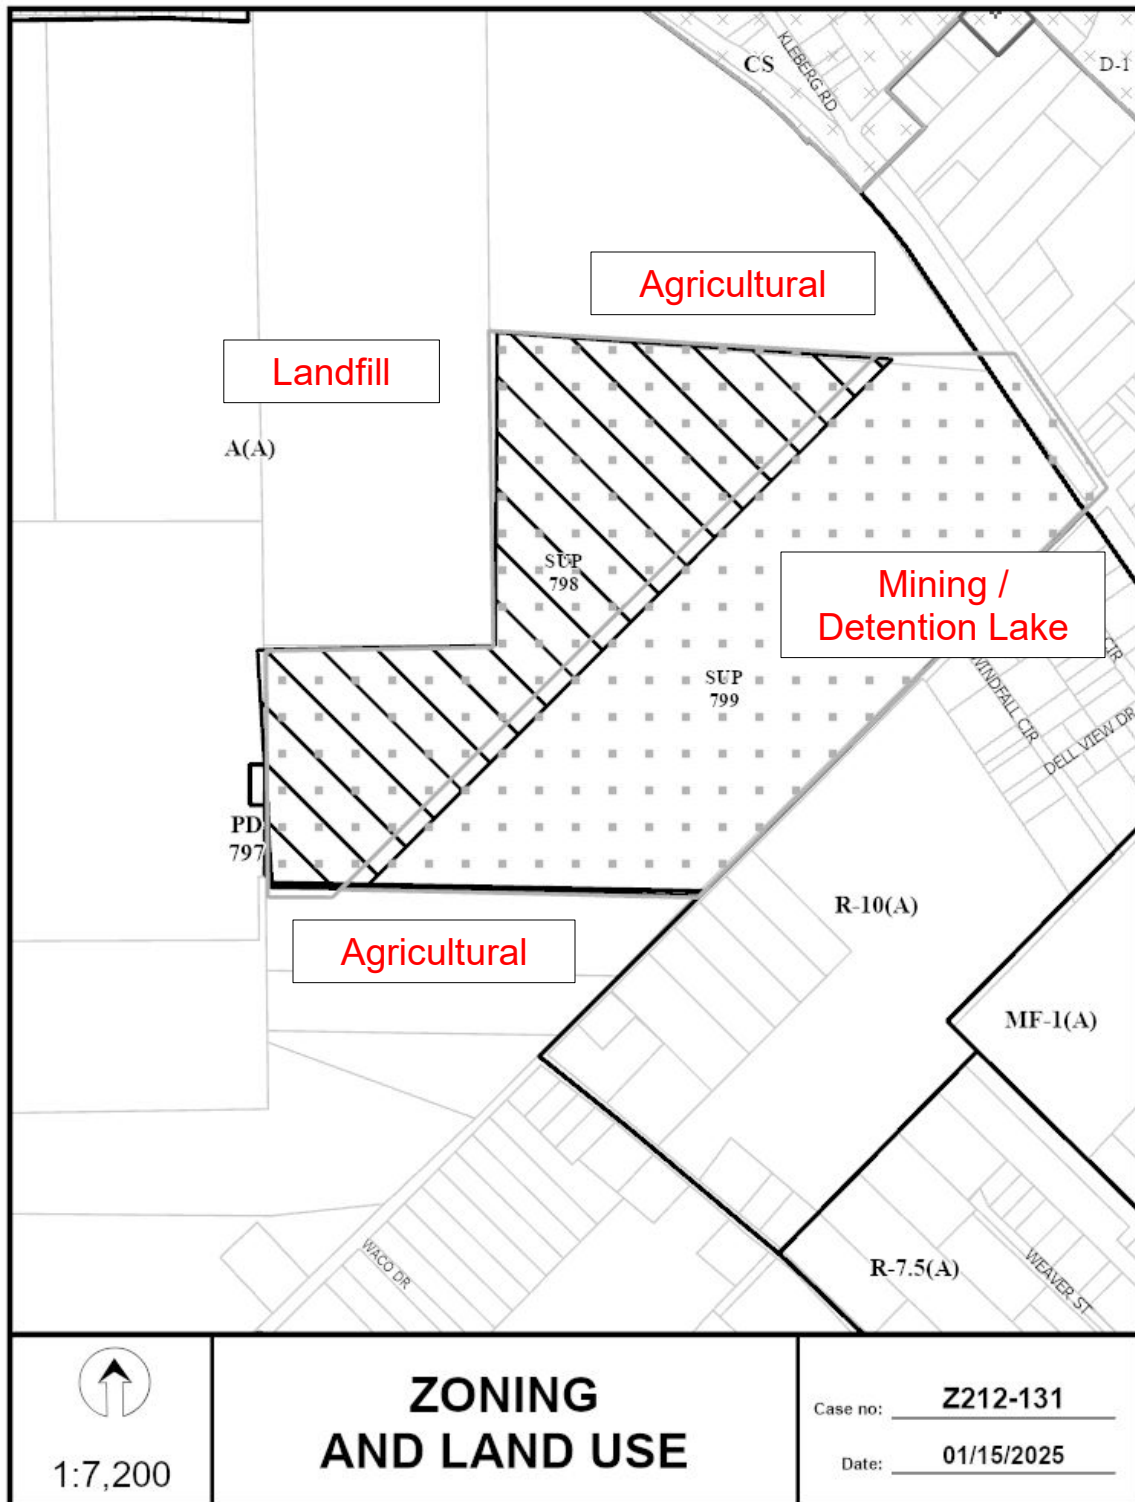 CS
KLEBERG RD
D-1
Agricultural
Landfill
A(A)
SUP
798
Mining /
Detention Lake
CIR
WINDFALL CIR
SUP
799
DELL VIEW DR
PD
797
R-10(A)
Agricultural
MF-1(A)
WACO DR
R-7.5(A)
WEAVER ST
1:7,200
ZONING
AND LAND USE
Case no: Z212-131
Date: 01/15/2025